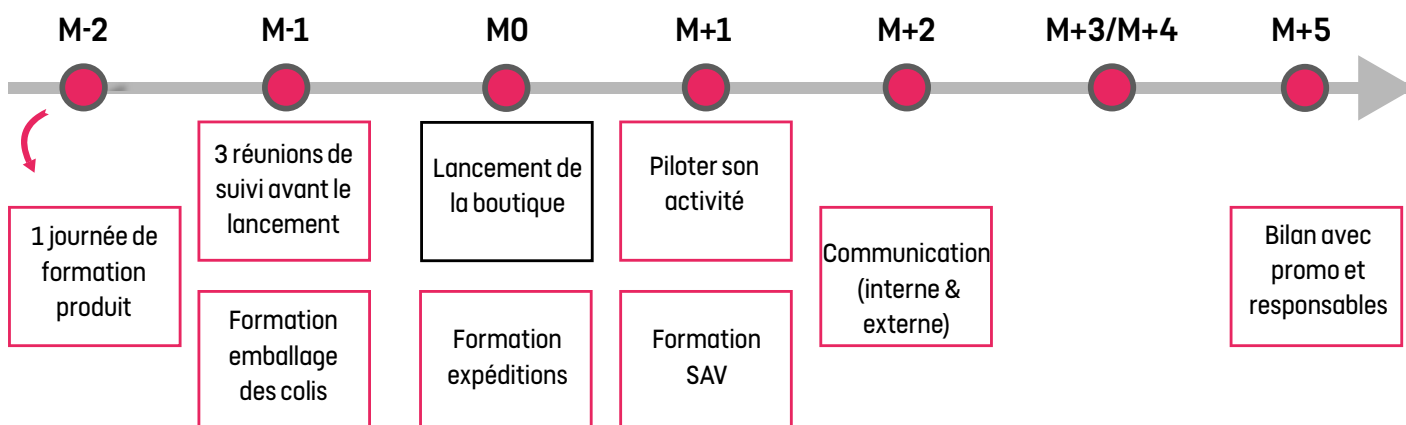 M-2
M-1
M0
M+1
M+2
M+3/M+4
M+5
1 journée de
formation
produit
3 réunions de
suivi avant le
lancement
Formation
emballage
des colis
Lancement de
la boutique
Formation
expéditions
Piloter son
activité
Formation
SAV
Communication
(interne &
externe)
Bilan avec
promo et
responsables